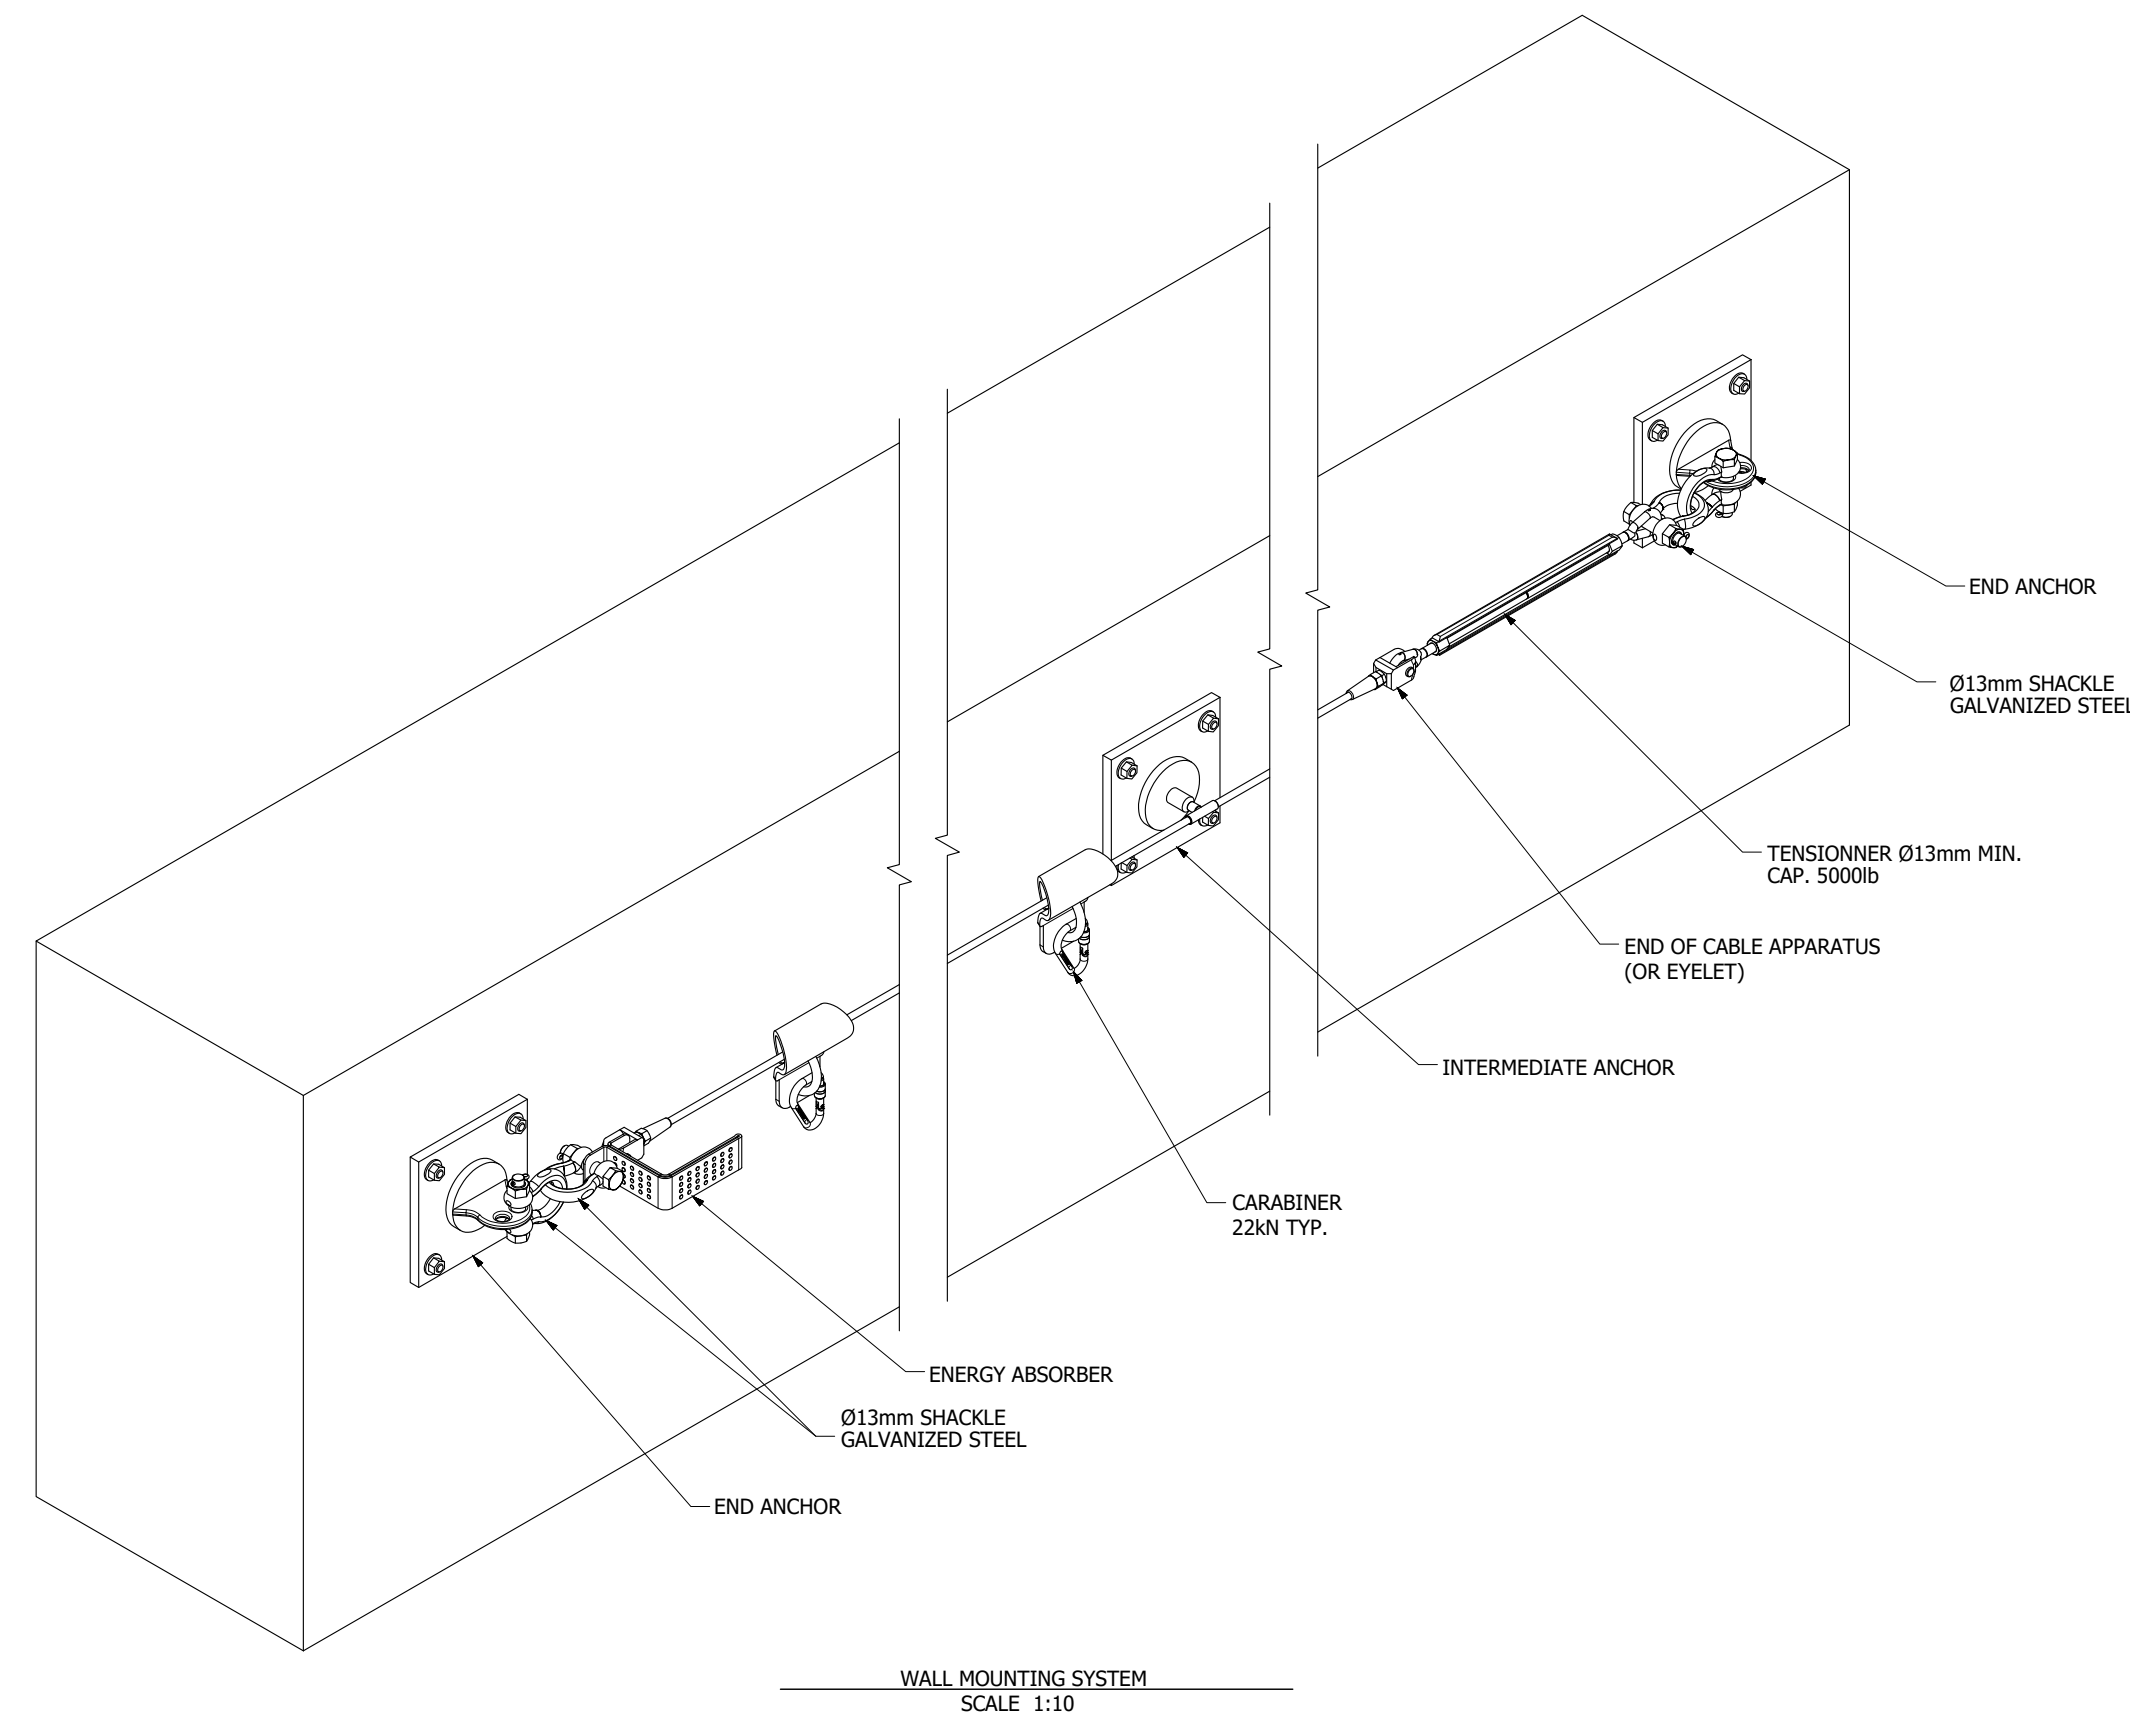 END ANCHOR
Ø13mm SHACKLE
GALVANIZED STEEL
TENSIONNER Ø13mm MIN.
CAP. 5000lb
END OF CABLE APPARATUS
(OR EYELET)
INTERMEDIATE ANCHOR
CARABINER
22kN TYP.
ENERGY ABSORBER
Ø13mm SHACKLE
GALVANIZED STEEL
END ANCHOR
WALL MOUNTING SYSTEM
SCALE 1:10